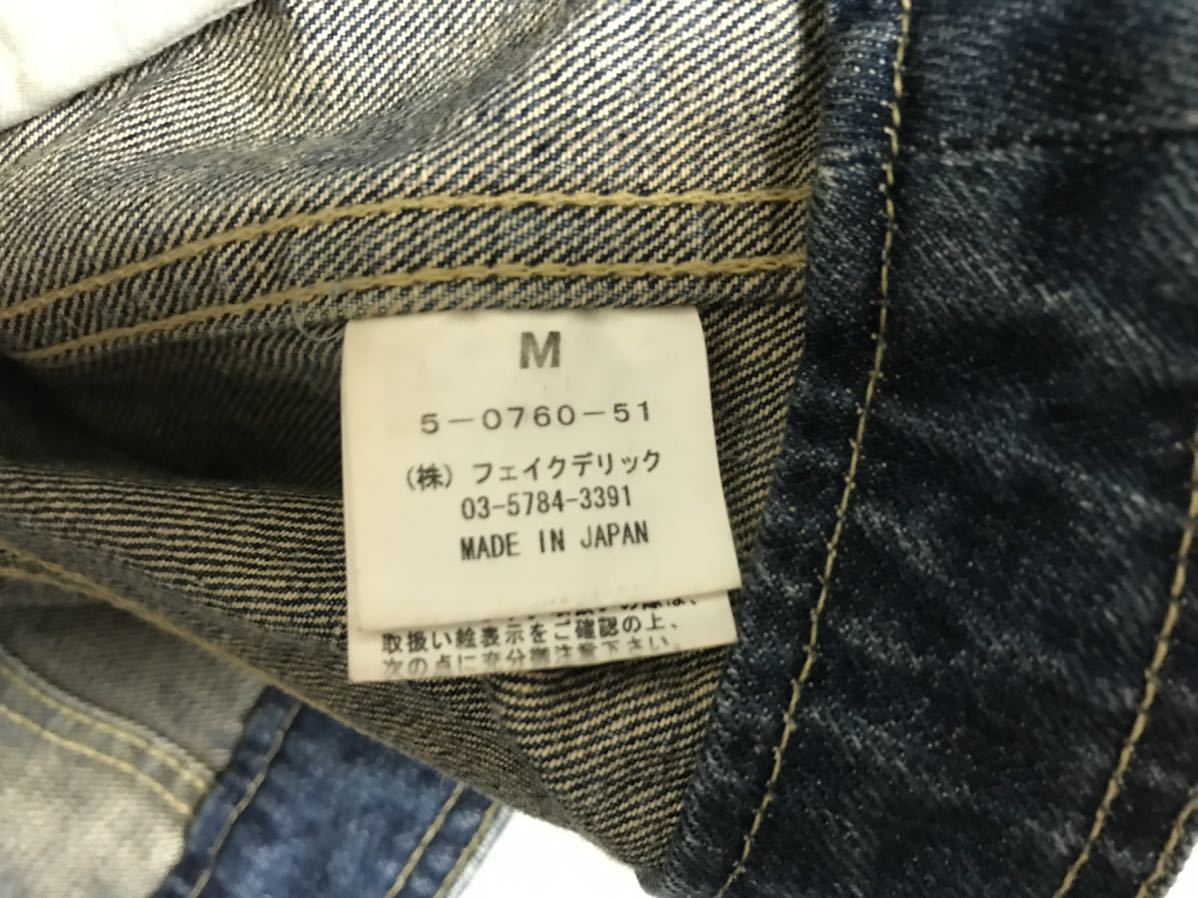 M
5-0760-51
(株) フェイクデリック
03-5784-3391
MADE IN JAPAN
取扱い絵表示をご確認の上、
次の点に充分御注意下さい。